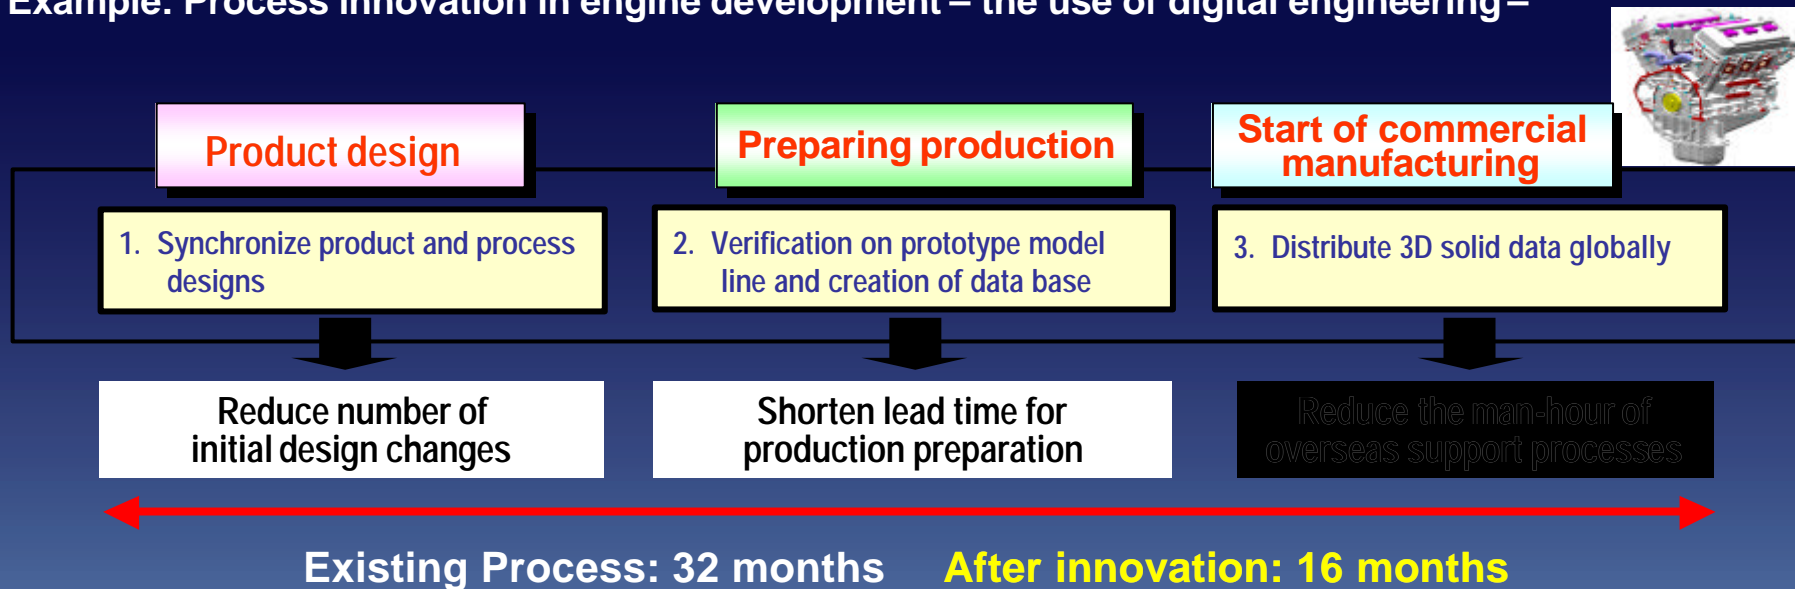 Example: Process innovation in engine development – the use of digital engineering –
Product design
Preparing production
Start of commercial
manufacturing
1. Synchronize product and process
designs
2. Verification on prototype model
line and creation of data base
3. Distribute 3D solid data globally
Reduce number of
initial design changes
Shorten lead time for
production preparation
Reduce the man-hour of
overseas support processes
Existing Process: 32 months After innovation: 16 months